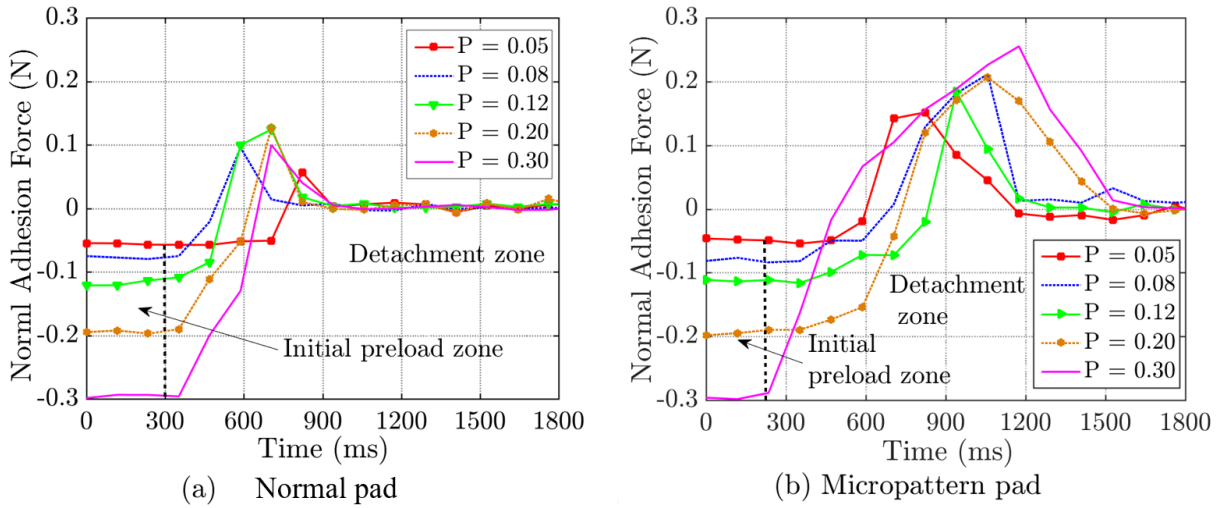 0.3
0.2
0.1
0
-0.1
-0.2
-0.3
Norml Adhesion Force (N)
P = 0.05
P = 0.08
P = 0.12
P = 0.20
P = 0.30
Detachment zone
Initial preload zone
0 300 600 900 1200 1500 1800
Time (ms)
(a) Normal pad
0.3
0.2
0.1
0
-0.1
-0.2
-0.3
Normal Adhesion Force (N)
Detachment
zone
Initial
preload zone
P = 0.05
P = 0.08
P = 0.12
P = 0.20
P = 0.30
0 300 600 900 1200 1500 1800
Time (ms)
(b) Micropattern pad